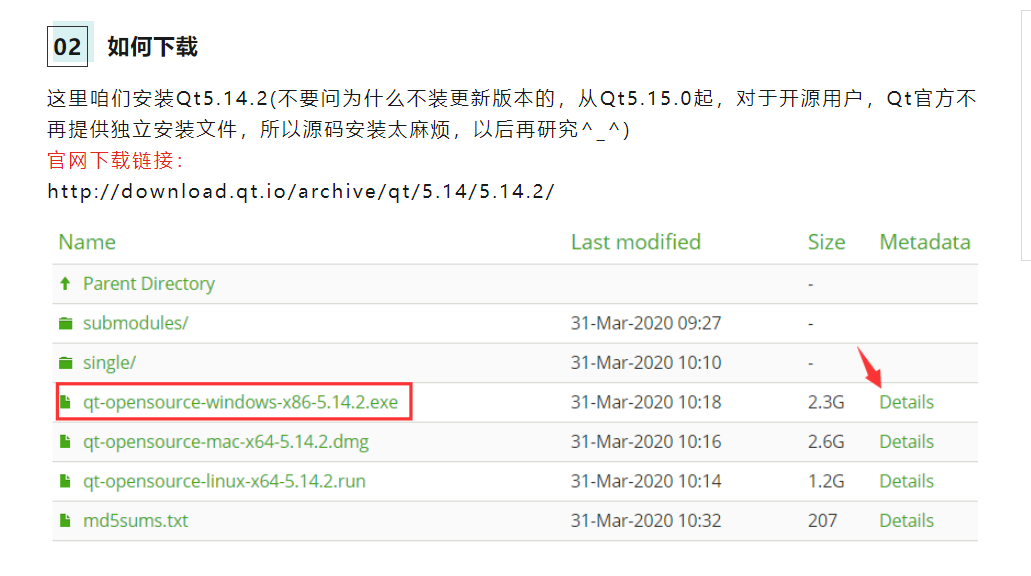 02 如何下载
这里咱们安装Qt5.14.2(不要问为什么不装更新版本的，从Qt5.15.0起，对于开源用户，Qt官方不
再提供独立安装文件，所以源码安装太麻烦，以后再研究^_^)
官网下载链接：
http://download.qt.io/archive/qt/5.14/5.14.2/
Name Last modified Size Metadata
Parent Directory -
submodules/ 31-Mar-2020 09:27 -
single/ 31-Mar-2020 10:10 -
qt-opensource-windows-x86-5.14.2.exe 31-Mar-2020 10:18 2.3G Details
qt-opensource-mac-x64-5.14.2.dmg 31-Mar-2020 10:16 2.6G Details
qt-opensource-linux-x64-5.14.2.run 31-Mar-2020 10:14 1.2G Details
md5sums.txt 31-Mar-2020 10:32 207 Details